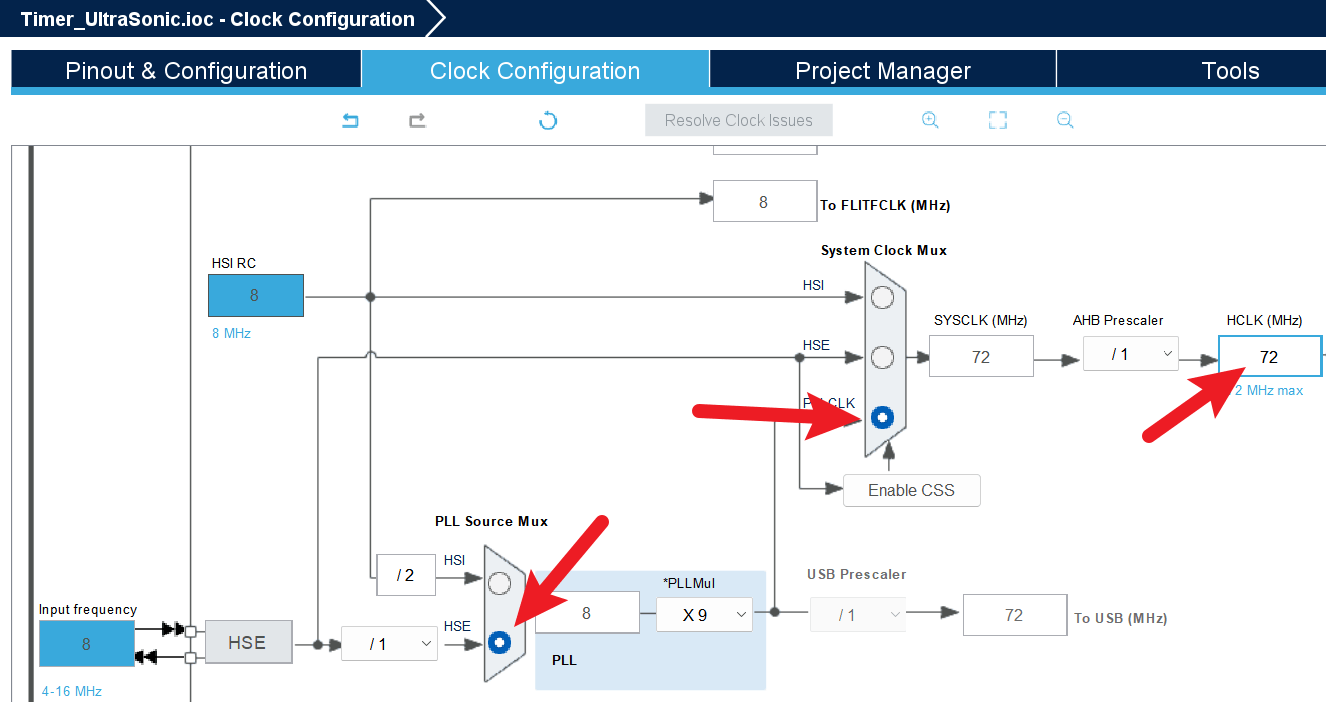 Timer_UltraSonic.ioc - Clock Configuration
Pinout & Configuration
Clock Configuration
Project Manager
Tools
Resolve Clock Issues
8
To FLITFCLK (MHz)
System Clock Mux
HSI RC
8
8 MHz
HSI
HSE
SYSCLK (MHz)
72
AHB Prescaler
/ 1
HCLK (MHz)
72
2 MHz max
CLK
Enable CSS
PLL Source Mux
/ 2
HSI
*PLLMul
8
X 9
PLL
USB Prescaler
/ 1
72
To USB (MHz)
Input frequency
8
4-16 MHz
HSE
/ 1
HSE